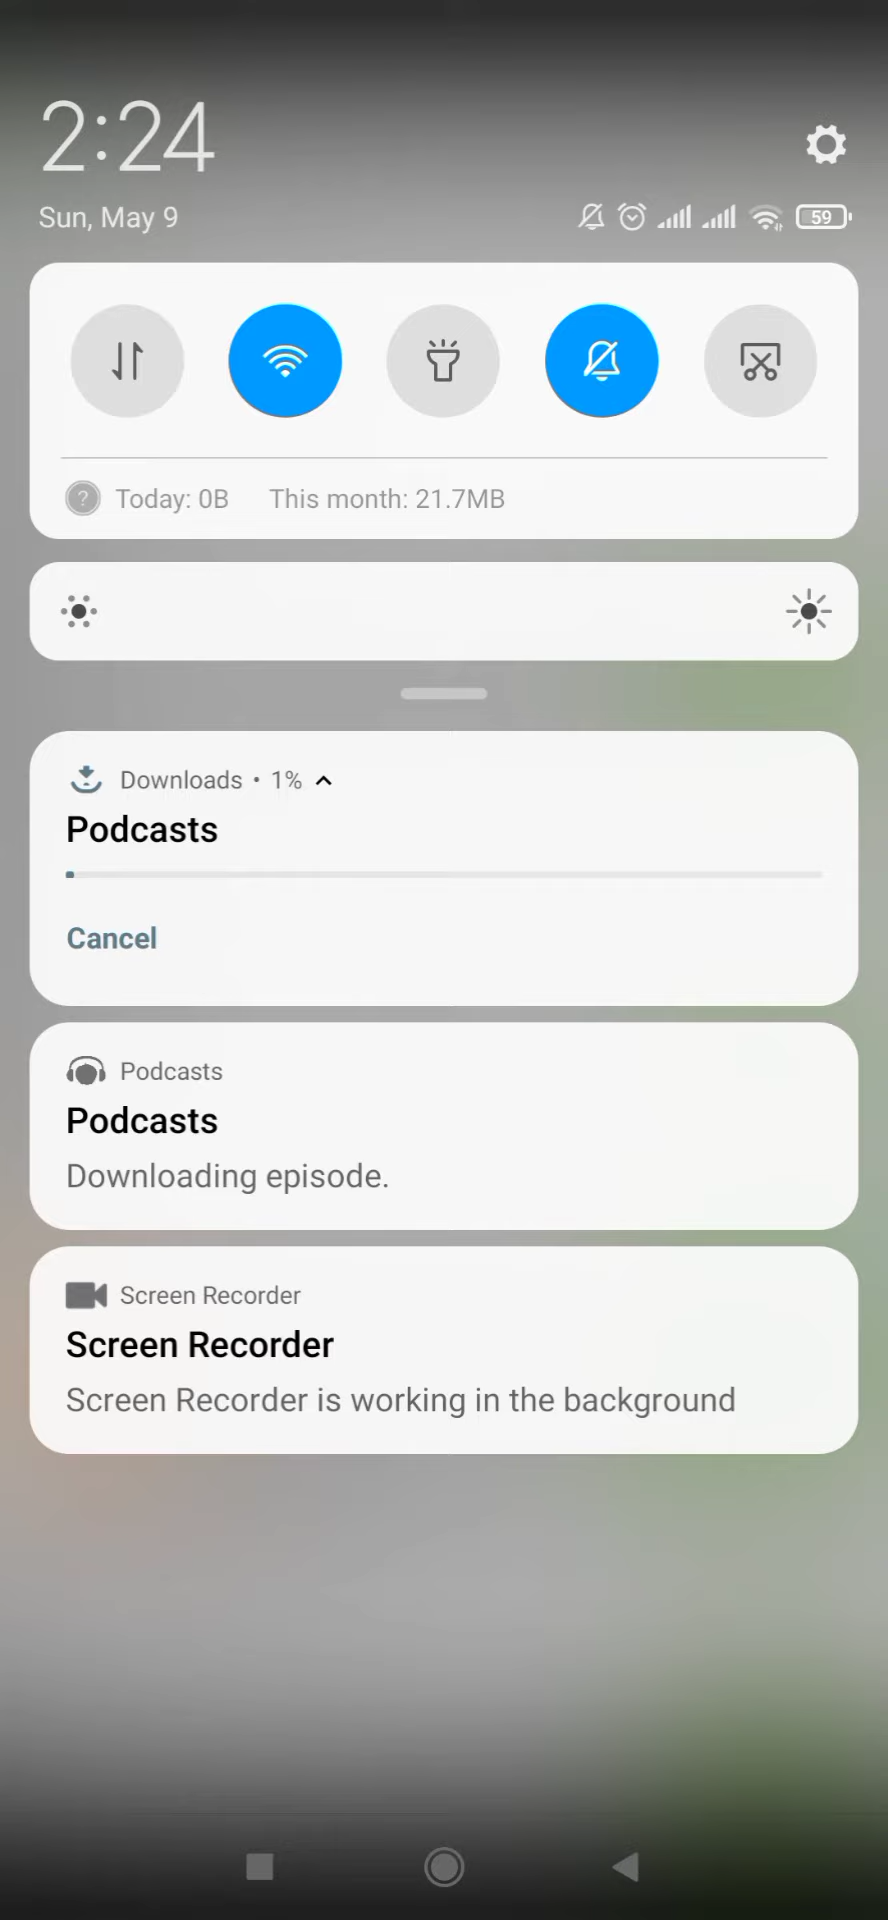 2:24
Sun, May 9
59
Today: 0B This month: 21.7MB
Downloads • 1%
Podcasts
Cancel
Podcasts
Podcasts
Downloading episode.
Screen Recorder
Screen Recorder
Screen Recorder is working in the background